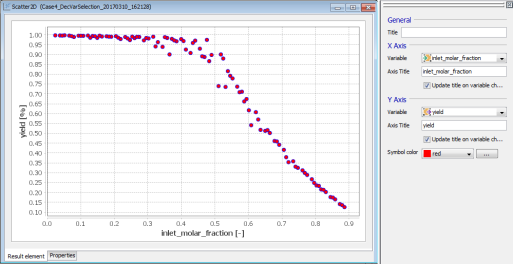 Scatter2D (Case4_DecVarSelection_20170310_162128)
1.00
0.95
0.90
0.85
0.80
0.75
0.70
0.65
0.60
0.55
0.50
0.45
0.40
0.35
0.30
0.25
0.20
0.15
0.10
yield [%]
0.0 0.1 0.2 0.3 0.4 0.5 0.6 0.7 0.8 0.9
inlet_molar_fraction [-]
Result element Properties
General
Title
X Axis
Variable inlet_molar_fraction
Axis Title inlet_molar_fraction
Update title on variable ch...
Y Axis
Variable yield
Axis Title yield
Update title on variable ch...
Symbol color red ...